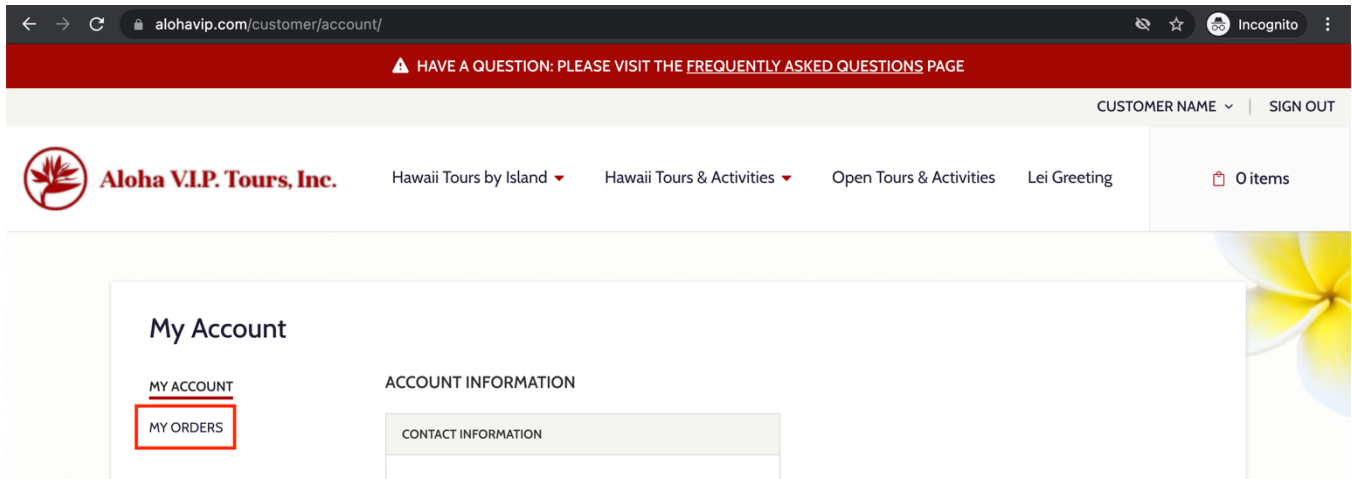 alohavip.com/customer/account/
Incognito
HAVE A QUESTION: PLEASE VISIT THE FREQUENTLY ASKED QUESTIONS PAGE
CUSTOMER NAME | SIGN OUT
Aloha V.I.P. Tours, Inc. Hawaii Tours by Island Hawaii Tours & Activities Open Tours & Activities Lei Greeting 0 items
My Account
MY ACCOUNT
MY ORDERS
ACCOUNT INFORMATION
CONTACT INFORMATION